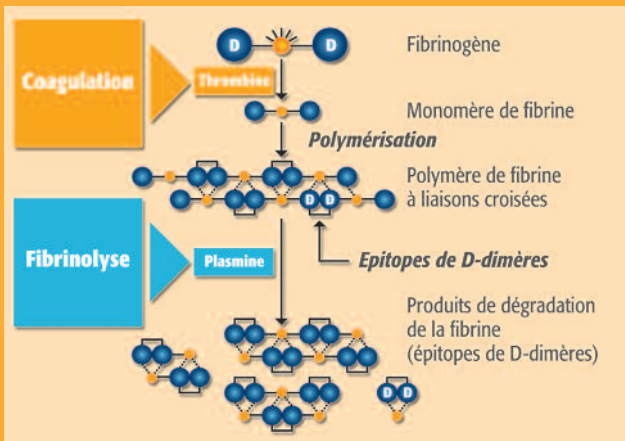 D D
Fibrinogène
Coagulation
Thrombine
Monomère de fibrine
Polymérisation
Polymère de fibrine
à liaisons croisées
D D
Fibrinolyse
Plasmine
Epitopes de D-dimères
Produits de dégradation
de la fibrine
(épitopes de D-dimères)
D D